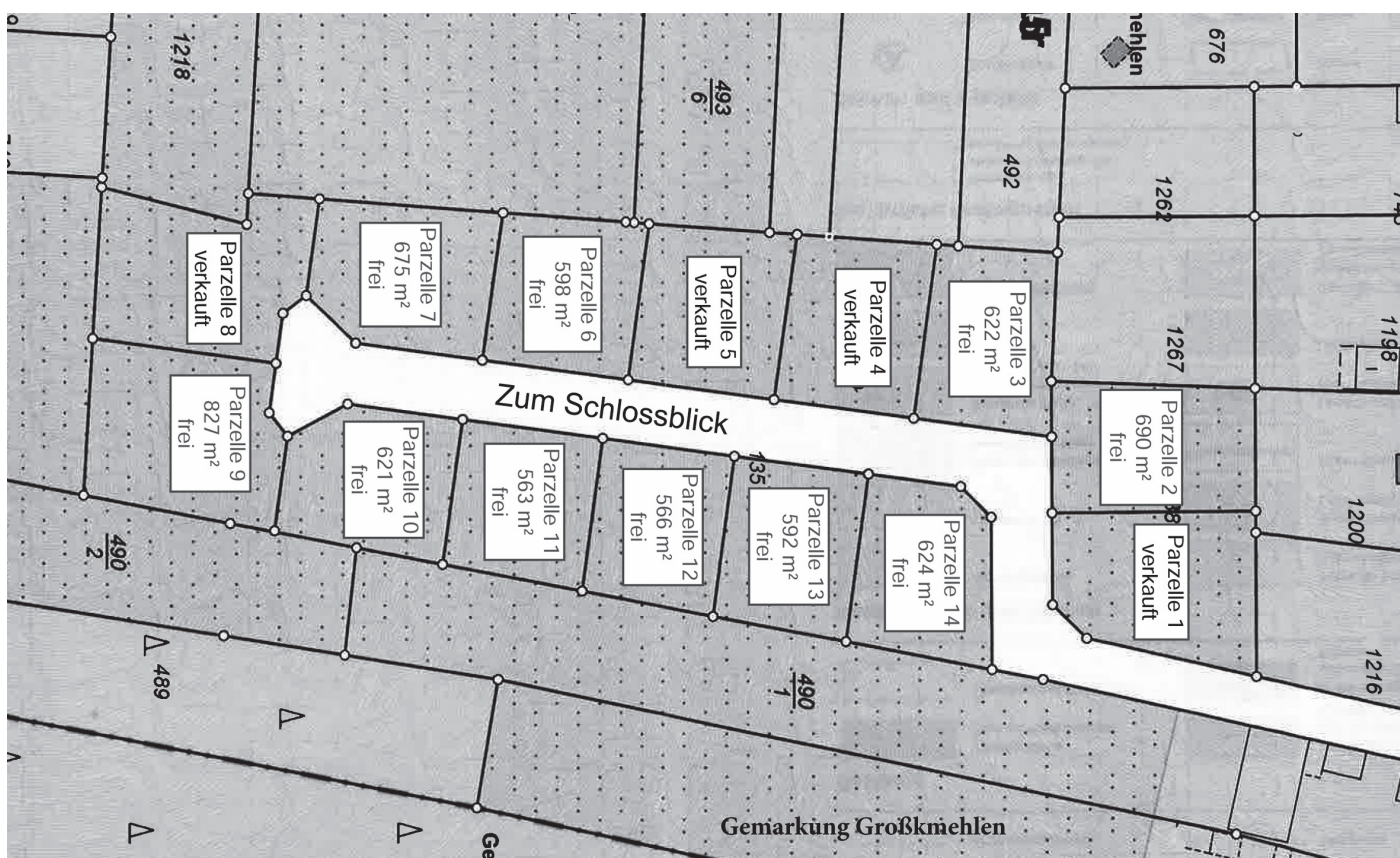 1218
493
6
492
676
1262
1267
1198
1200
1216
Parzelle 8
verkauft
Parzelle 7
675 m²
frei
Parzelle 6
598 m²
frei
Parzelle 5
verkauft
Parzelle 4
verkauft
Parzelle 3
622 m²
frei
Parzelle 2
690 m²
frei
Parzelle 1
verkauft
Zum Schlossblick
135
Parzelle 9
827 m²
frei
Parzelle 10
621 m²
frei
Parzelle 11
563 m²
frei
Parzelle 12
566 m²
frei
Parzelle 13
592 m²
frei
Parzelle 14
624 m²
frei
490
2
490
1
489
Gemarkung Großkmehlen